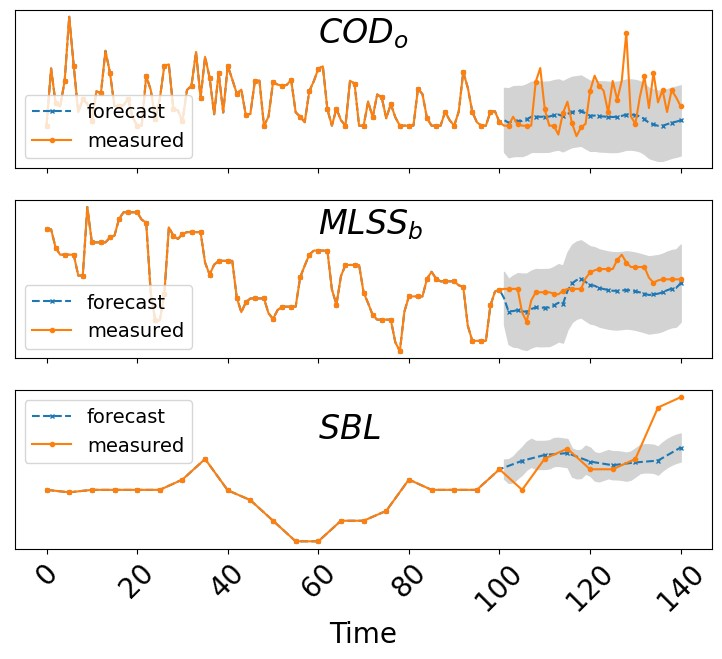 COD_o
forecast
measured
MLSS_b
forecast
measured
SBL
forecast
measured
0 20 40 60 80 100 120 140
Time